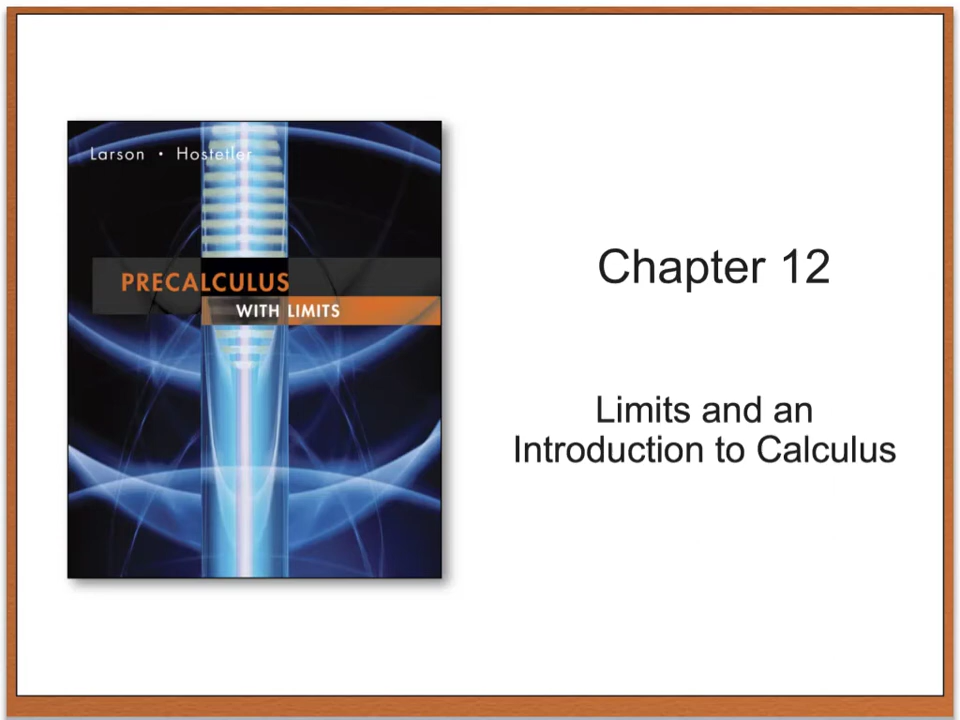 Larson • Hostetler
PRECALCULUS
WITH LIMITS
Chapter 12
Limits and an
Introduction to Calculus